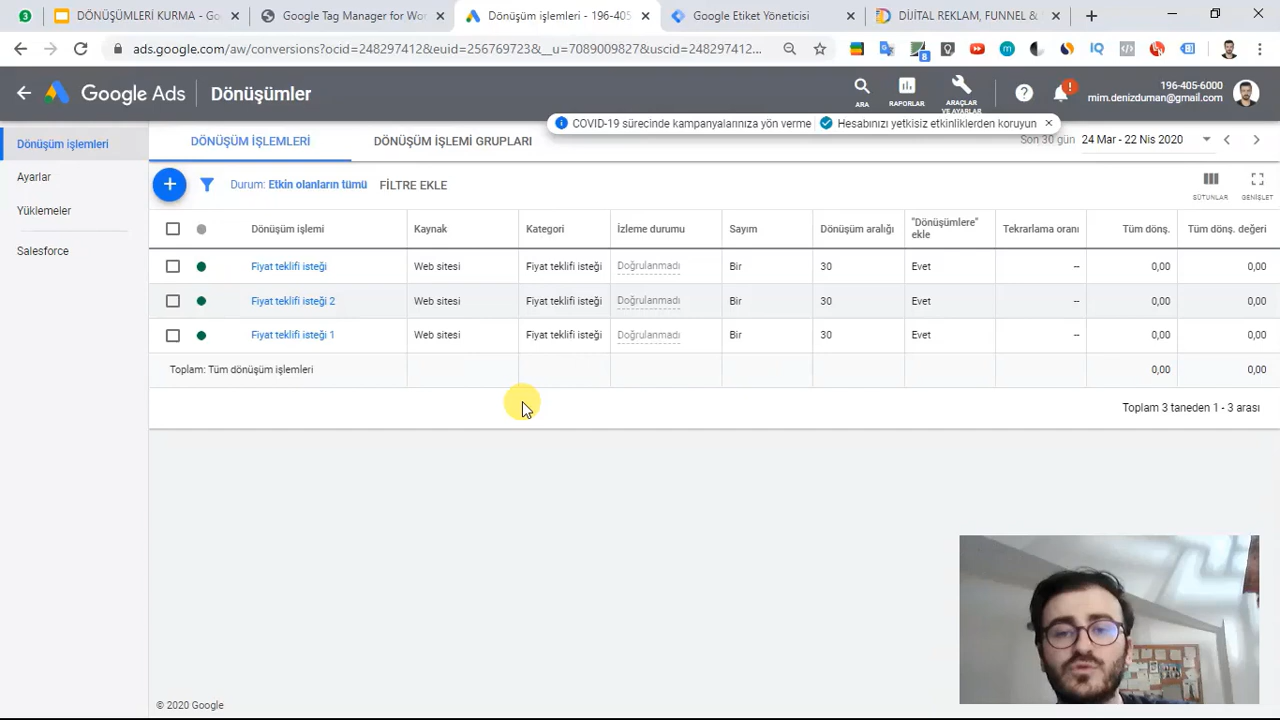 3
DÖNÜŞÜMLERİ KURMA - Go
Google Tag Manager for Wor
Dönüşüm işlemleri - 196-405
Google Etiket Yöneticisi
DİJİTAL REKLAM, FUNNEL &
ads.google.com/aw/conversions?ocid=248297412&euid=256769723&__u=7089009827&uscid=248297412...
8
IQ
Google Ads
Dönüşümler
ARA
RAPORLAR
ARAÇLAR
VE AYARLAR
196-405-6000
mim.denizduman@gmail.com
COVID-19 sürecinde kampanyalarınıza yön verme
Hesabınızı yetkisiz etkinliklerden koruyun
Dönüşüm işlemleri
Ayarlar
Yüklemeler
Salesforce
DÖNÜŞÜM İŞLEMLERİ
DÖNÜŞÜM İŞLEMİ GRUPLARI
Son 30 gün
24 Mar - 22 Nis 2020
Durum: Etkin olanların tümü
FİLTRE EKLE
SÜTUNLAR
GENİŞLET
Dönüşüm işlemi Kaynak Kategori İzleme durumu Sayım Dönüşüm aralığı "Dönüşümlere" ekle Tekrarlama oranı Tüm dönş. Tüm dönş. değeri
Fiyat teklifi isteği Web sitesi Fiyat teklifi isteği Doğrulanmadı Bir 30 Evet -- 0,00 0,00
Fiyat teklifi isteği 2 Web sitesi Fiyat teklifi isteği Doğrulanmadı Bir 30 Evet -- 0,00 0,00
Fiyat teklifi isteği 1 Web sitesi Fiyat teklifi isteği Doğrulanmadı Bir 30 Evet -- 0,00 0,00
Toplam: Tüm dönüşüm işlemleri 0,00 0,00
Toplam 3 taneden 1 - 3 arası
© 2020 Google